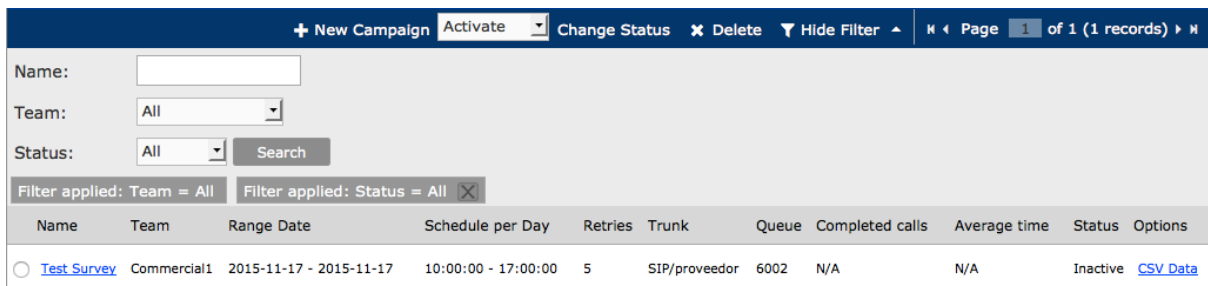 New Campaign Activate Change Status Delete Hide Filter Page 1 of 1 (1 records)
Name:
Team: All
Status: All Search
Filter applied: Team = All Filter applied: Status = All
Name Team Range Date Schedule per Day Retries Trunk Queue Completed calls Average time Status Options
Test Survey Commercial1 2015-11-17 - 2015-11-17 10:00:00 - 17:00:00 5 SIP/proveedor 6002 N/A N/A Inactive CSV Data